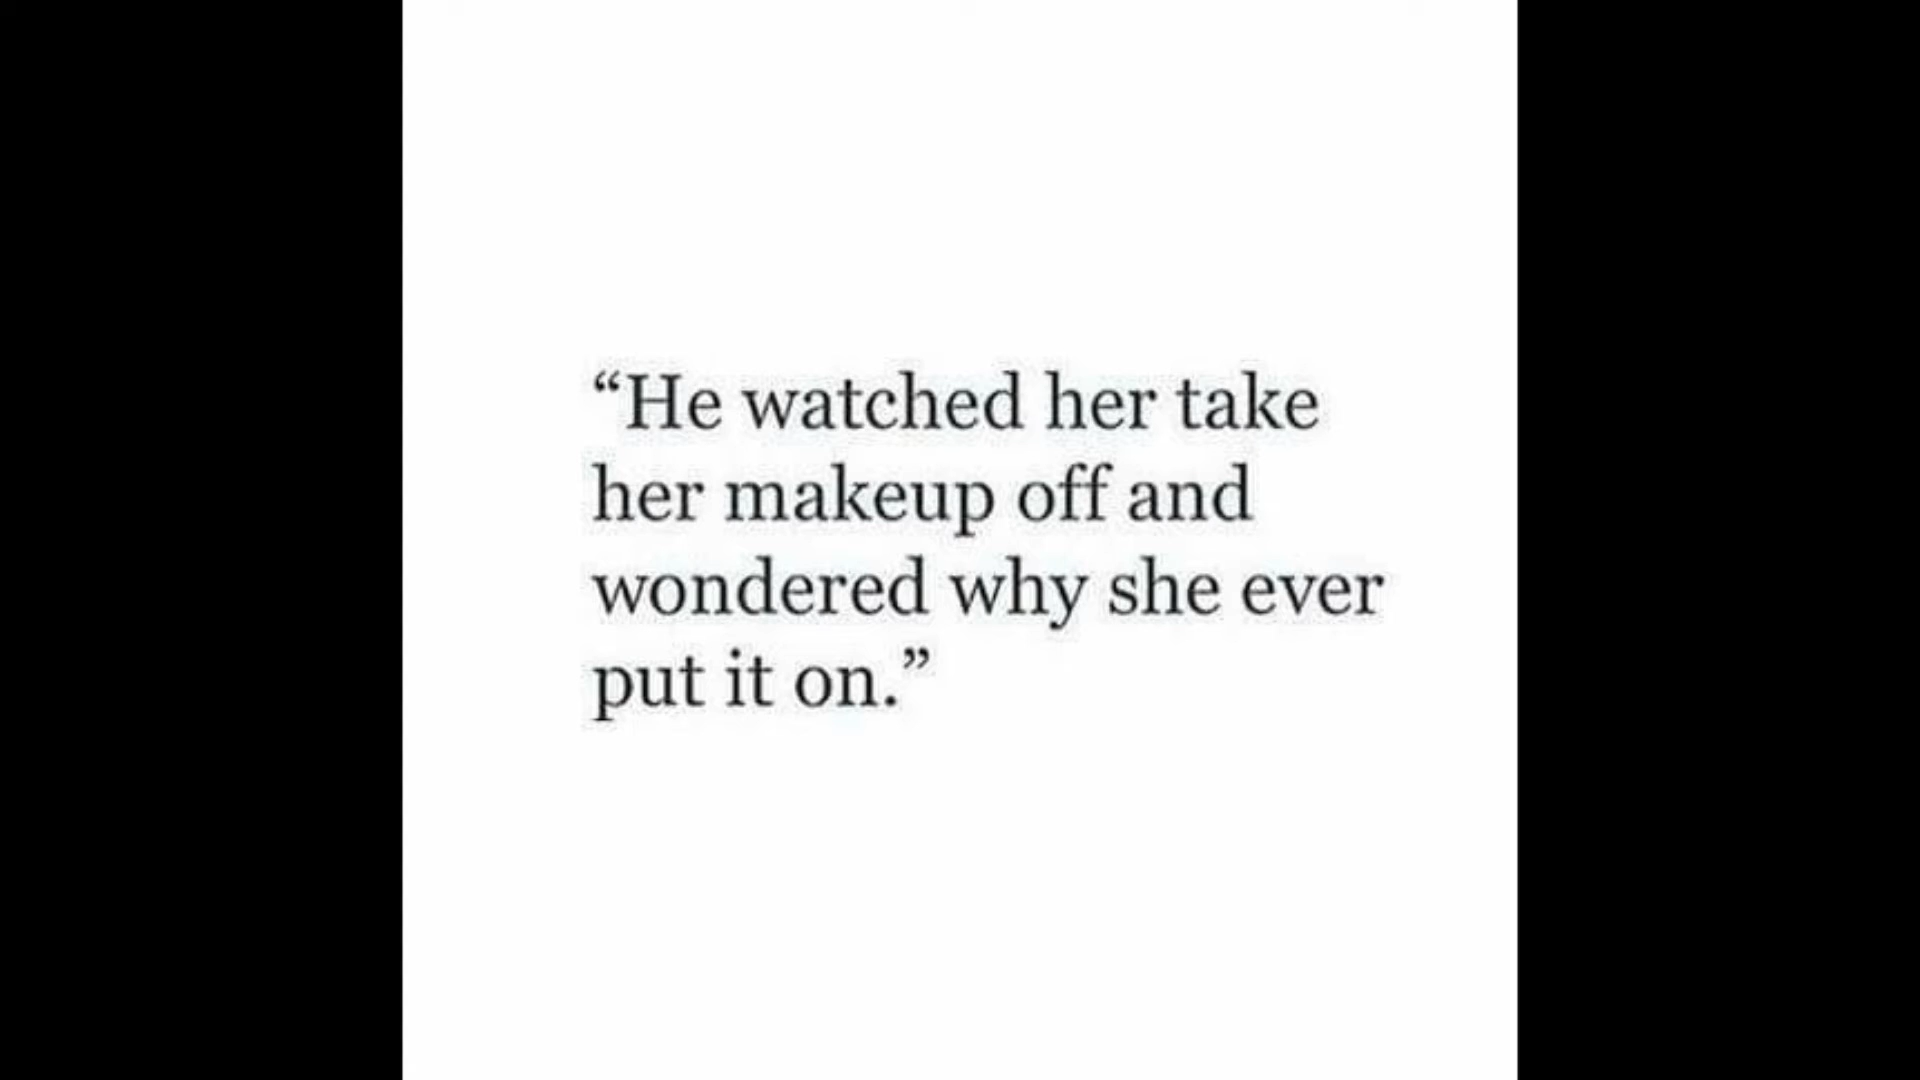 “He watched her take
her makeup off and
wondered why she ever
put it on.”